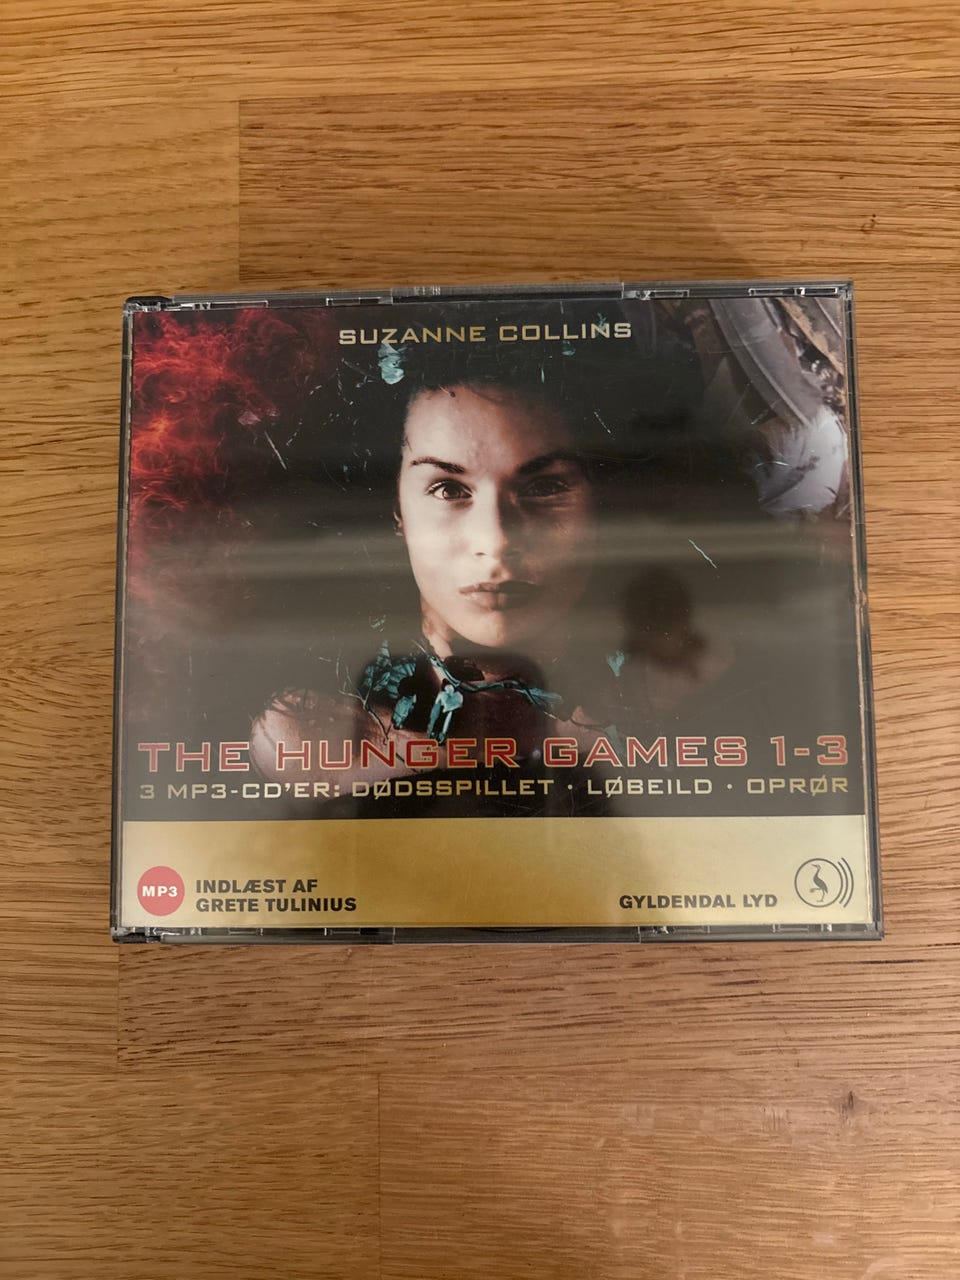 SUZANNE COLLINS
THE HUNGER GAMES 1-3
3 MP3-CD'ER: DØDSSPILLET · LØBEILD · OPRØR
MP3
INDLÆST AF
GRETE TULINIUS
GYLDENDAL LYD